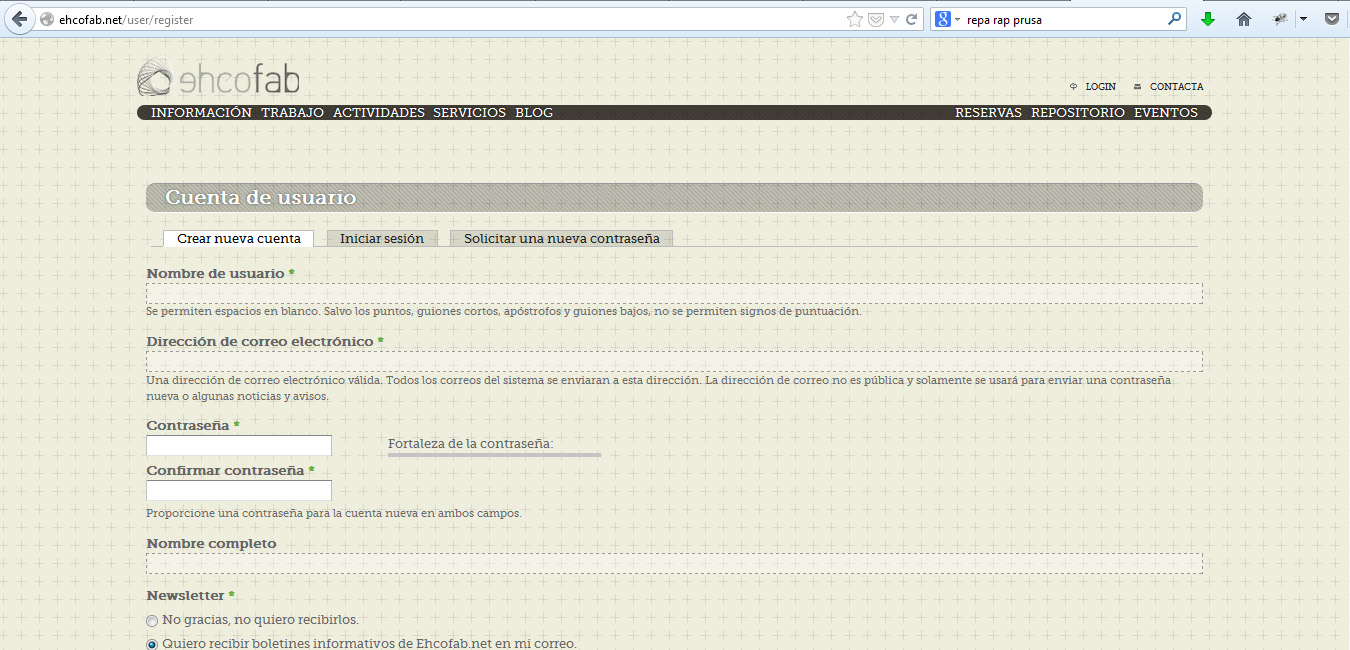 ehcofab.net/user/register
repa rap prusa
ehcofab
LOGIN CONTACTA
INFORMACIÓN TRABAJO ACTIVIDADES SERVICIOS BLOG RESERVAS REPOSITORIO EVENTOS
Cuenta de usuario
Crear nueva cuenta Iniciar sesión Solicitar una nueva contraseña
Nombre de usuario *
Se permiten espacios en blanco. Salvo los puntos, guiones cortos, apóstrofos y guiones bajos, no se permiten signos de puntuación.
Dirección de correo electrónico *
Una dirección de correo electrónico válida. Todos los correos del sistema se enviaran a esta dirección. La dirección de correo no es pública y solamente se usará para enviar una contraseña
nueva o algunas noticias y avisos.
Contraseña *
Fortaleza de la contraseña:
Confirmar contraseña *
Proporcione una contraseña para la cuenta nueva en ambos campos.
Nombre completo
Newsletter *
No gracias, no quiero recibirlos.
Quiero recibir boletines informativos de Ehcofab.net en mi correo.